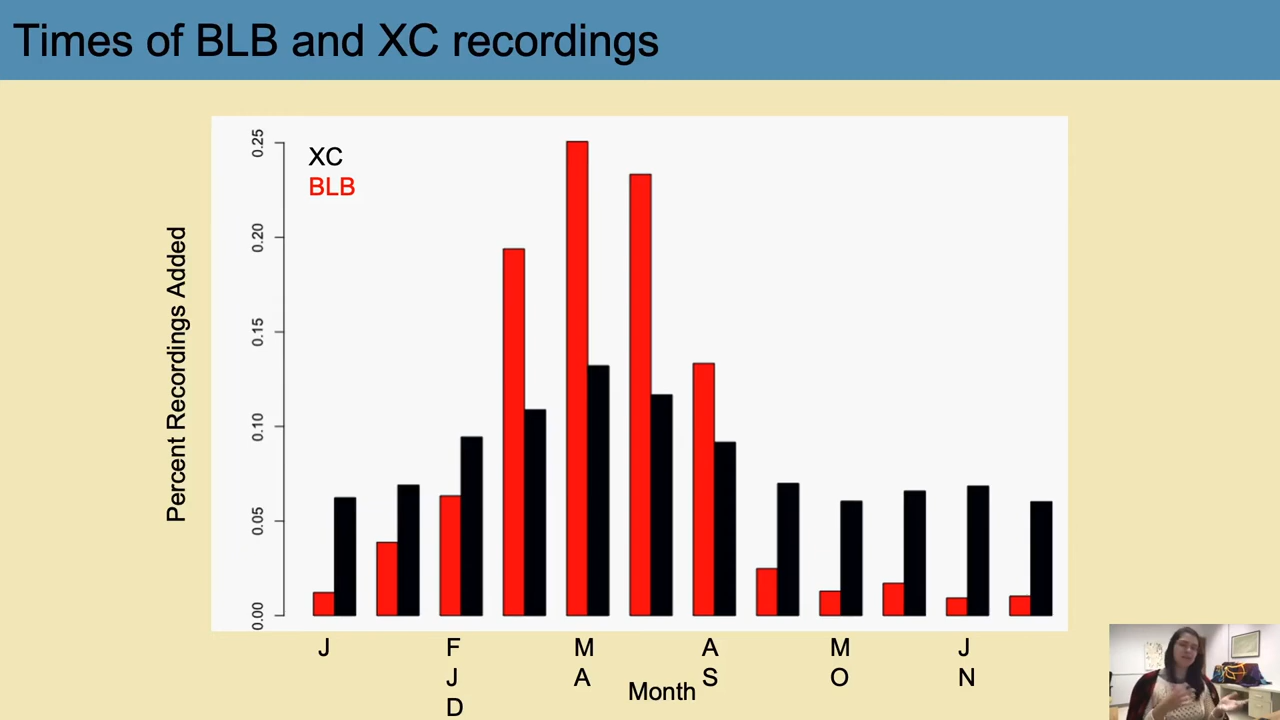 Times of BLB and XC recordings
XC
BLB
Percent Recordings Added
0.25
0.20
0.15
0.10
0.05
0.00
J F M A M J
J A S O N
D
Month